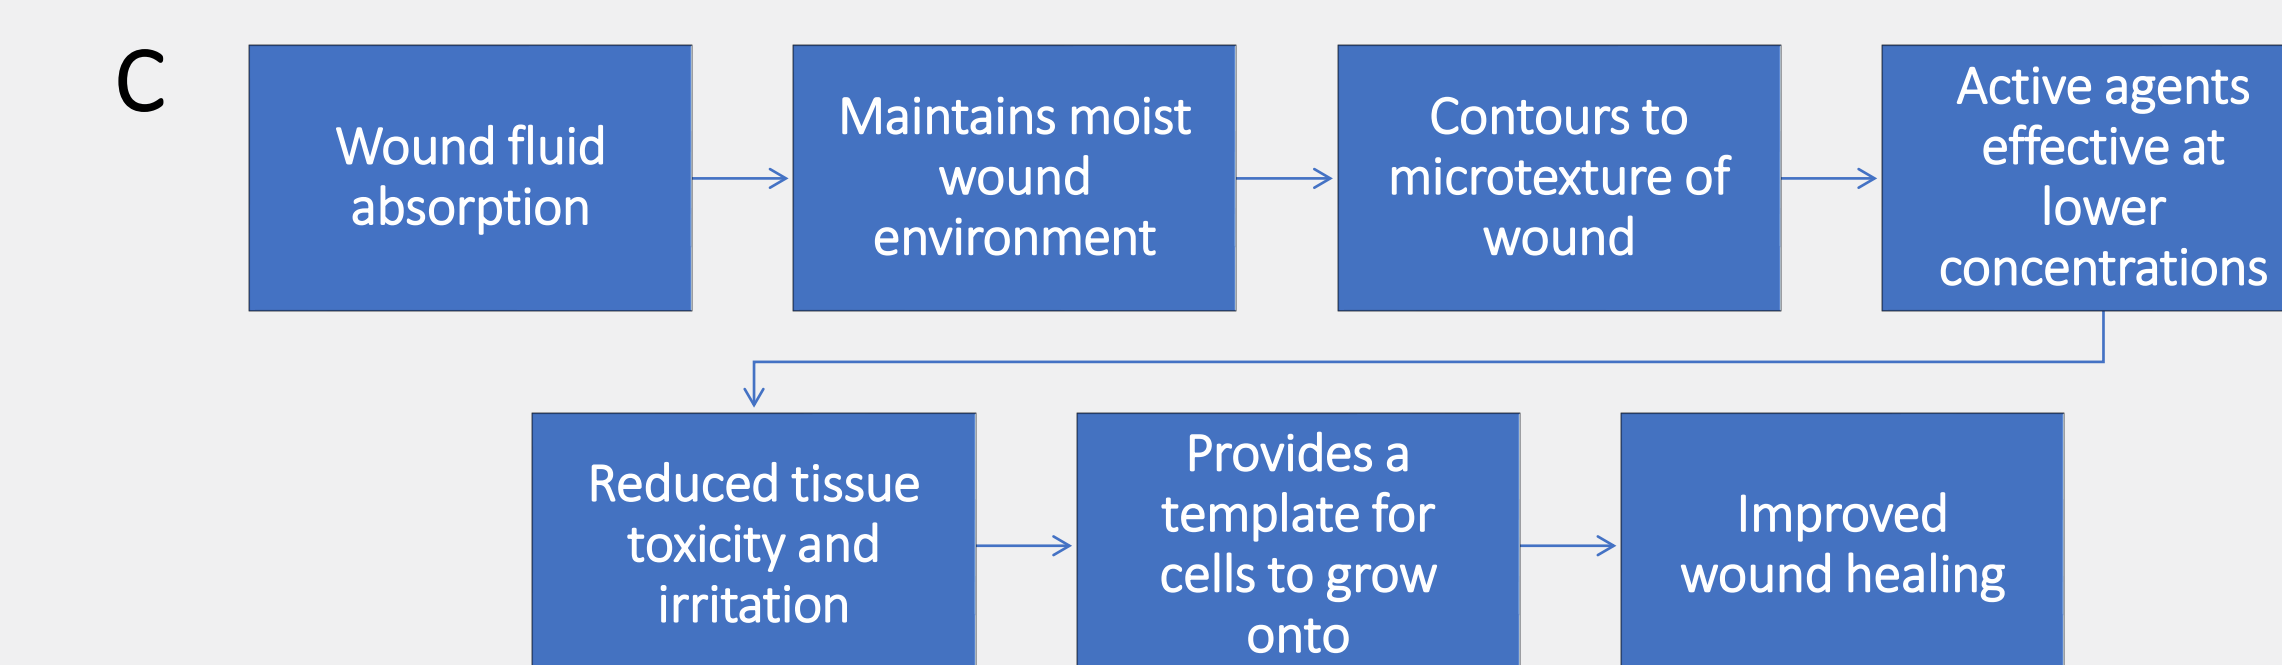 C
Wound fluid
absorption
Maintains moist
wound
environment
Contours to
microtexture of
wound
Active agents
effective at
lower
concentrations
Reduced tissue
toxicity and
irritation
Provides a
template for
cells to grow
onto
Improved
wound healing